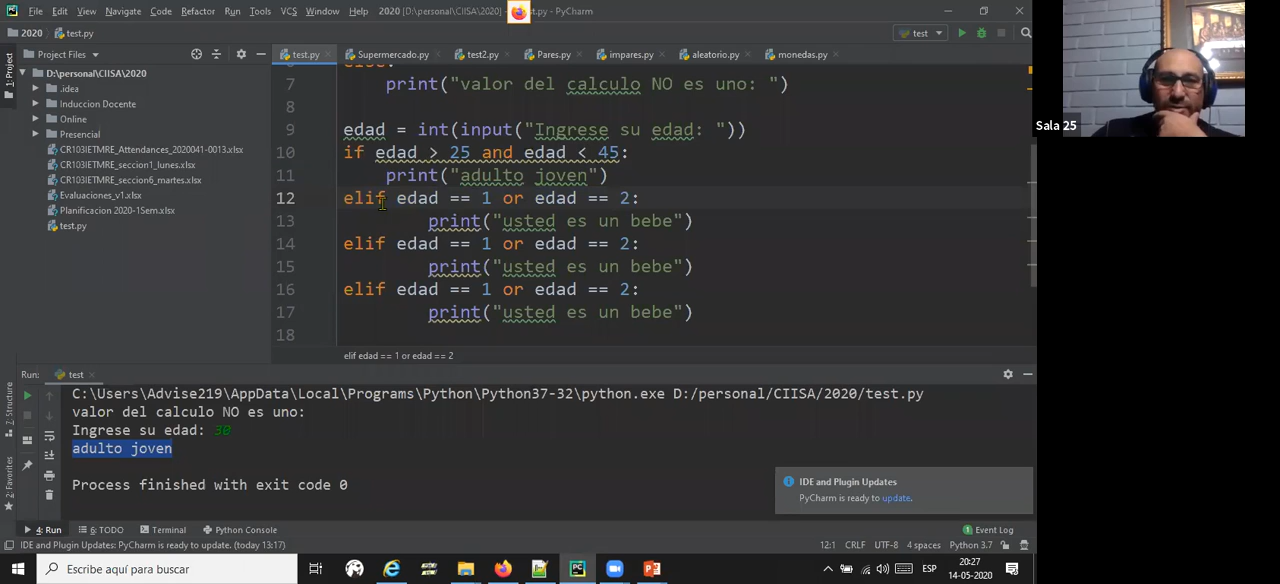 File Edit View Navigate Code Refactor Run Tools VCS Window Help 2020 [D:\personal\CIISA\2020] st.py - PyCharm
2020 test.py
test
1: Project
Project Files
test.py Supermercado.py test2.py Pares.py impares.py aleatorio.py monedas.py
D:\personal\CIISA\2020
.idea
Induccion Docente
Online
Presencial
CR103IETMRE_Attendances_2020041-0013.xlsx
CR103IETMRE_seccion1_lunes.xlsx
CR103IETMRE_seccion6_martes.xlsx
Evaluaciones_v1.xlsx
Planificacion 2020-1Sem.xlsx
test.py
else:
7 print("valor del calculo NO es uno: ")
8
9 edad = int(input("Ingrese su edad: "))
10 if edad > 25 and edad < 45:
11 print("adulto joven")
12 elif edad == 1 or edad == 2:
13 print("usted es un bebe")
14 elif edad == 1 or edad == 2:
15 print("usted es un bebe")
16 elif edad == 1 or edad == 2:
17 print("usted es un bebe")
18
elif edad == 1 or edad == 2
Sala 25
Run: test
C:\Users\Advise219\AppData\Local\Programs\Python\Python37-32\python.exe D:/personal/CIISA/2020/test.py
valor del calculo NO es uno:
Ingrese su edad: 30
adulto joven
Process finished with exit code 0
7: Structure
2: Favorites
IDE and Plugin Updates
PyCharm is ready to update.
4: Run 6: TODO Terminal Python Console Event Log
IDE and Plugin Updates: PyCharm is ready to update. (today 13:17) 12:1 CRLF UTF-8 4 spaces Python 3.7
Escribe aquí para buscar
ESP
20:27
14-05-2020